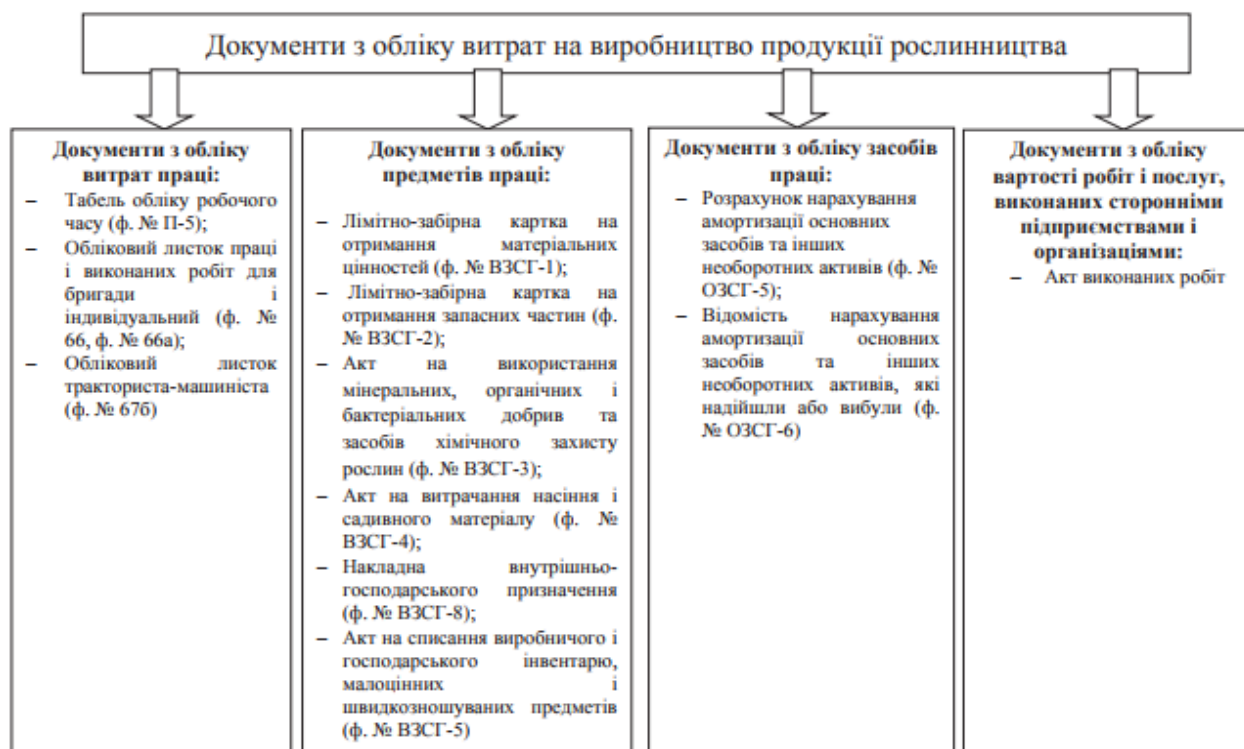 Документи з обліку витрат на виробництво продукції рослинництва
Документи з обліку
витрат праці:
– Табель обліку робочого
часу (ф. № П-5);
– Обліковий листок праці
і виконаних робіт для
бригади і
індивідуальний (ф. №
66, ф. № 66а);
– Обліковий листок
тракториста-машиніста
(ф. № 67б)
Документи з обліку
предметів праці:
– Лімітно-забірна картка на
отримання матеріальних
цінностей (ф. № ВЗСГ-1);
– Лімітно-забірна картка на
отримання запасних частин (ф.
№ ВЗСГ-2);
– Акт на використання
мінеральних, органічних і
бактеріальних добрив та
засобів хімічного захисту
рослин (ф. № ВЗСГ-3);
– Акт на витрачання насіння і
садивного матеріалу (ф. №
ВЗСГ-4);
– Накладна внутрішньо-
господарського призначення
(ф. № ВЗСГ-8);
– Акт на списання виробничого і
господарського інвентарю,
малоцінних і
швидкозношуваних предметів
(ф. № ВЗСГ-5)
Документи з обліку засобів
праці:
– Розрахунок нарахування
амортизації основних
засобів та інших
необоротних активів (ф. №
ОЗСГ-5);
– Відомість нарахування
амортизації основних
засобів та інших
необоротних активів, які
надійшли або вибули (ф.
№ ОЗСГ-6)
Документи з обліку
вартості робіт і послуг,
виконаних сторонніми
підприємствами і
організаціями:
– Акт виконаних робіт